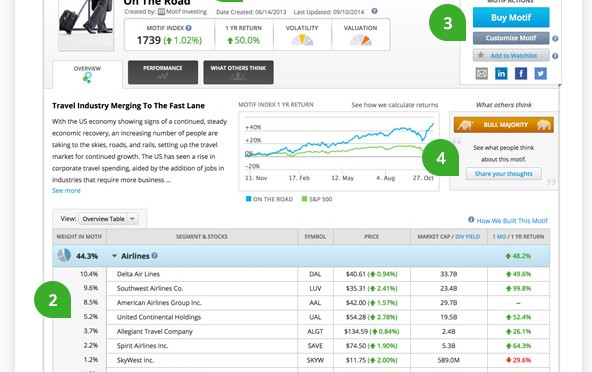 On The Road
Created by: Motif Investing Date Created: 06/14/2013 Last Updated: 09/10/2014
MOTIF INDEX 1 YR RETURN VOLATILITY VALUATION
1739 (1.02%) 50.0%
MOTIF ACTIONS
3
Buy Motif
Customize Motif
Add to Watchlist
OVERVIEW PERFORMANCE WHAT OTHERS THINK
Travel Industry Merging To The Fast Lane
With the US economy showing signs of a continued, steady
economic recovery, an increasing number of people are
taking to the skies, roads, and rails, setting up the travel
market for continued growth. The US has seen a rise in
corporate travel spending, aided by the addition of jobs in
industries that require more business ...
See more
MOTIF INDEX 1 YR RETURN See how we calculate returns
+40%
+20%
0%
-20%
11. Nov 17. Feb 12. May 4. Aug 27. Oct
ON THE ROAD S&P 500
What others think
BULL MAJORITY
See what people think
about this motif.
Share your thoughts
4
View: Overview Table
How We Built This Motif
WEIGHT IN MOTIF SEGMENT & STOCKS SYMBOL PRICE MARKET CAP / DIV YIELD 1 MO / 1 YR RETURN
44.3% Airlines 48.2%
10.4% Delta Air Lines DAL $40.61 (0.94%) 33.7B 49.6%
9.6% Southwest Airlines Co. LUV $35.31 (2.41%) 23.4B 99.8%
8.5% American Airlines Group Inc. AAL $42.00 (1.57%) 29.7B --
2
5.2% United Continental Holdings UAL $54.28 (2.78%) 19.5B 52.4%
3.7% Allegiant Travel Company ALGT $134.59 (0.84%) 2.4B 26.1%
2.2% Spirit Airlines Inc. SAVE $74.50 (1.90%) 5.3B 64.3%
1.2% SkyWest Inc. SKYW $11.75 (2.00%) 589.0M 29.6%